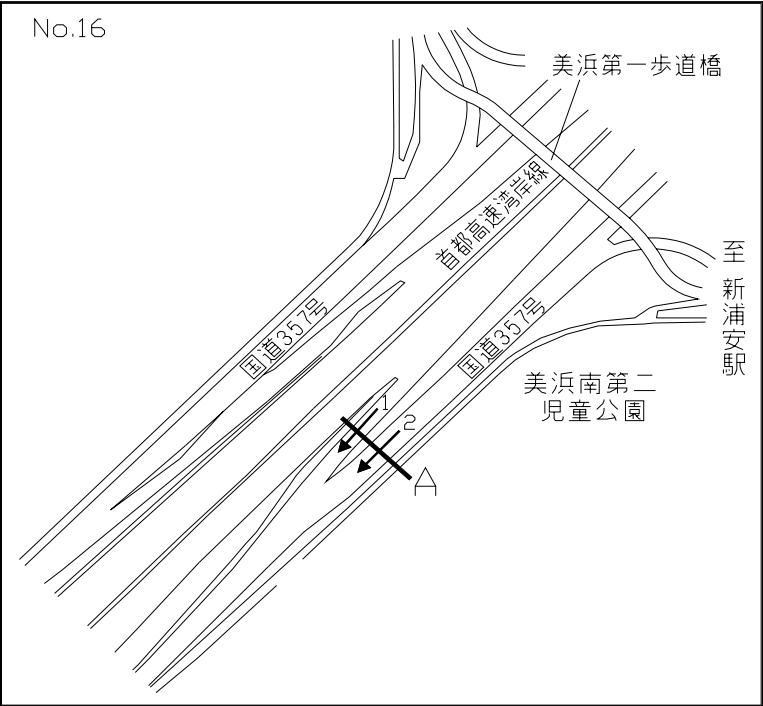 No.16
美浜第一歩道橋
首都高速湾岸線
至 新浦安駅
国道357号
国道357号
美浜南第二
児童公園
1
2
A